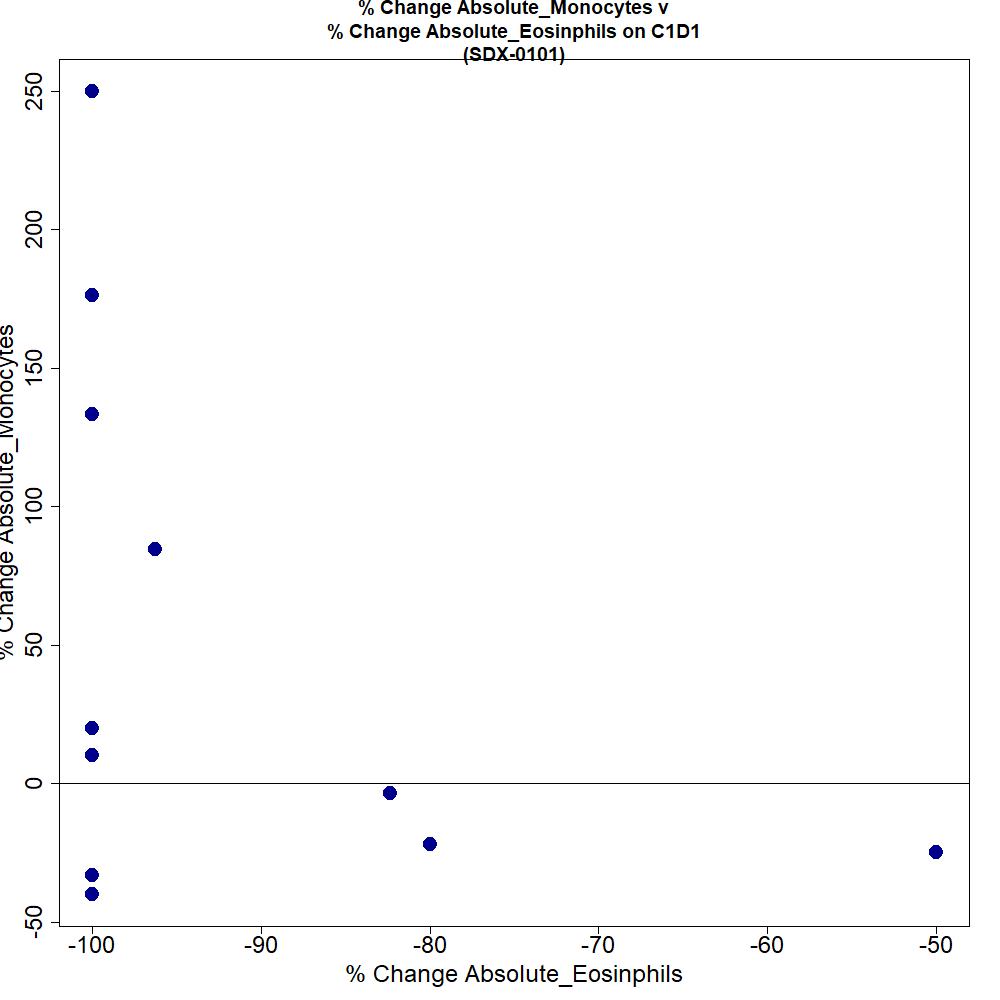 % Change Absolute_Monocytes v
% Change Absolute_Eosinphils on C1D1
(SDX-0101)
% Change Absolute_Monocytes
250
200
150
100
50
0
-50
-100
-90
-80
-70
-60
-50
% Change Absolute_Eosinphils